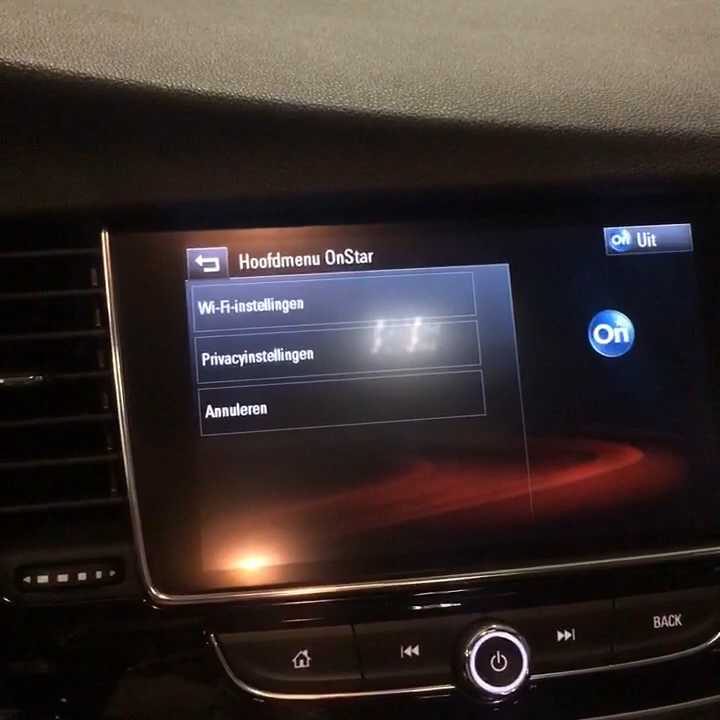 Hoofdmenu OnStar
On Uit
Wi-Fi-instellingen
Privacyinstellingen
Annuleren
On
BACK